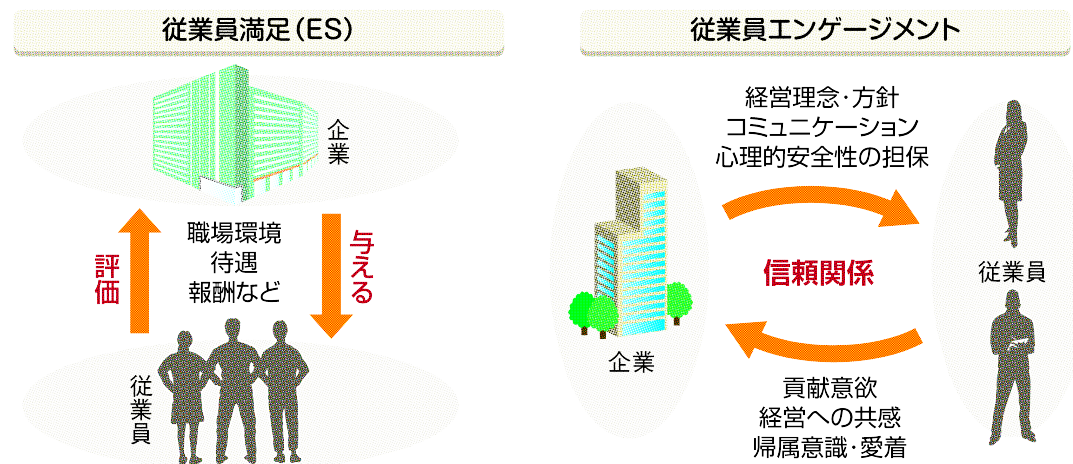 従業員満足（ES）
企業
評価
職場環境
待遇
報酬など
与える
従業員
従業員エンゲージメント
経営理念・方針
コミュニケーション
心理的安全性の担保
信頼関係
従業員
企業
貢献意欲
経営への共感
帰属意識・愛着